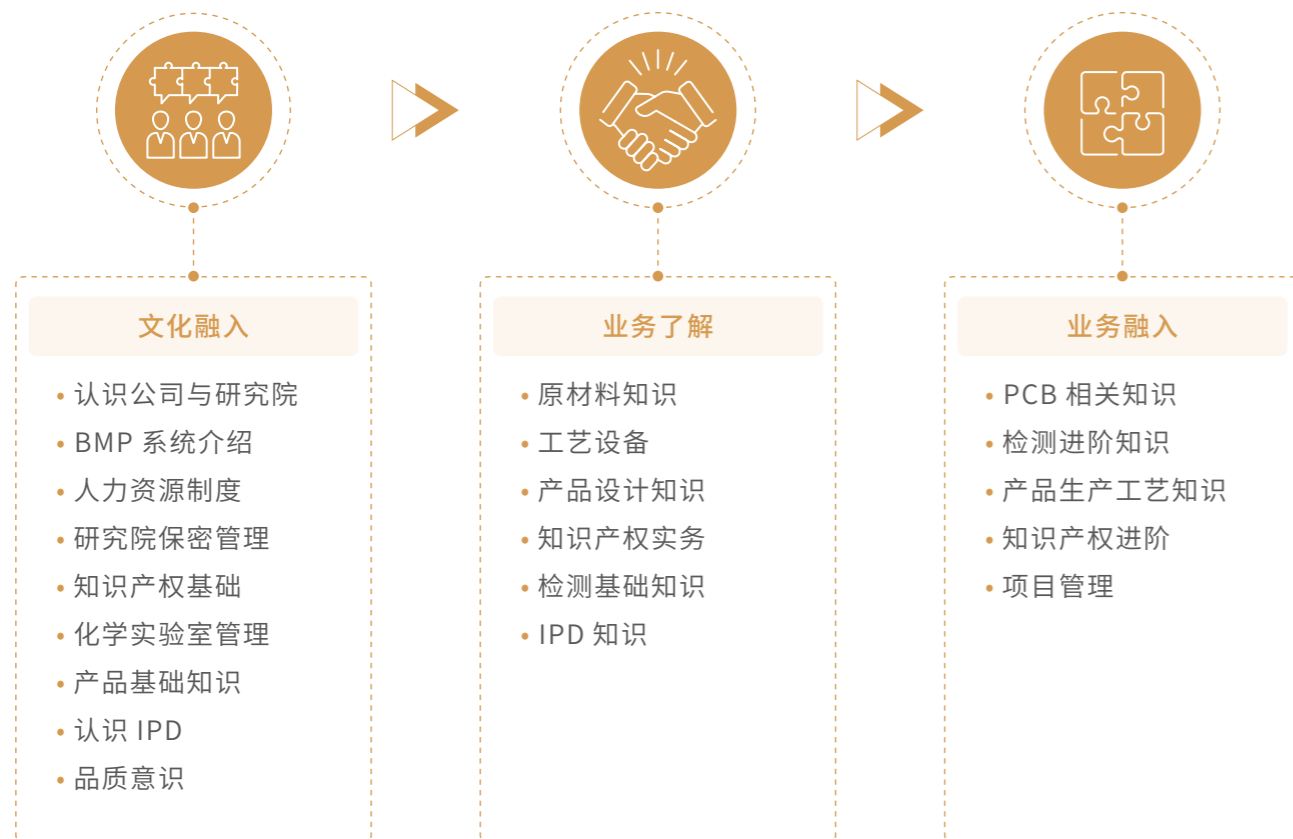 文化融入
认识公司与研究院
BMP 系统介绍
人力资源制度
研究院保密管理
知识产权基础
化学实验室管理
产品基础知识
认识 IPD
品质意识
业务了解
原材料知识
工艺设备
产品设计知识
知识产权实务
检测基础知识
IPD 知识
业务融入
PCB 相关知识
检测进阶知识
产品生产工艺知识
知识产权进阶
项目管理